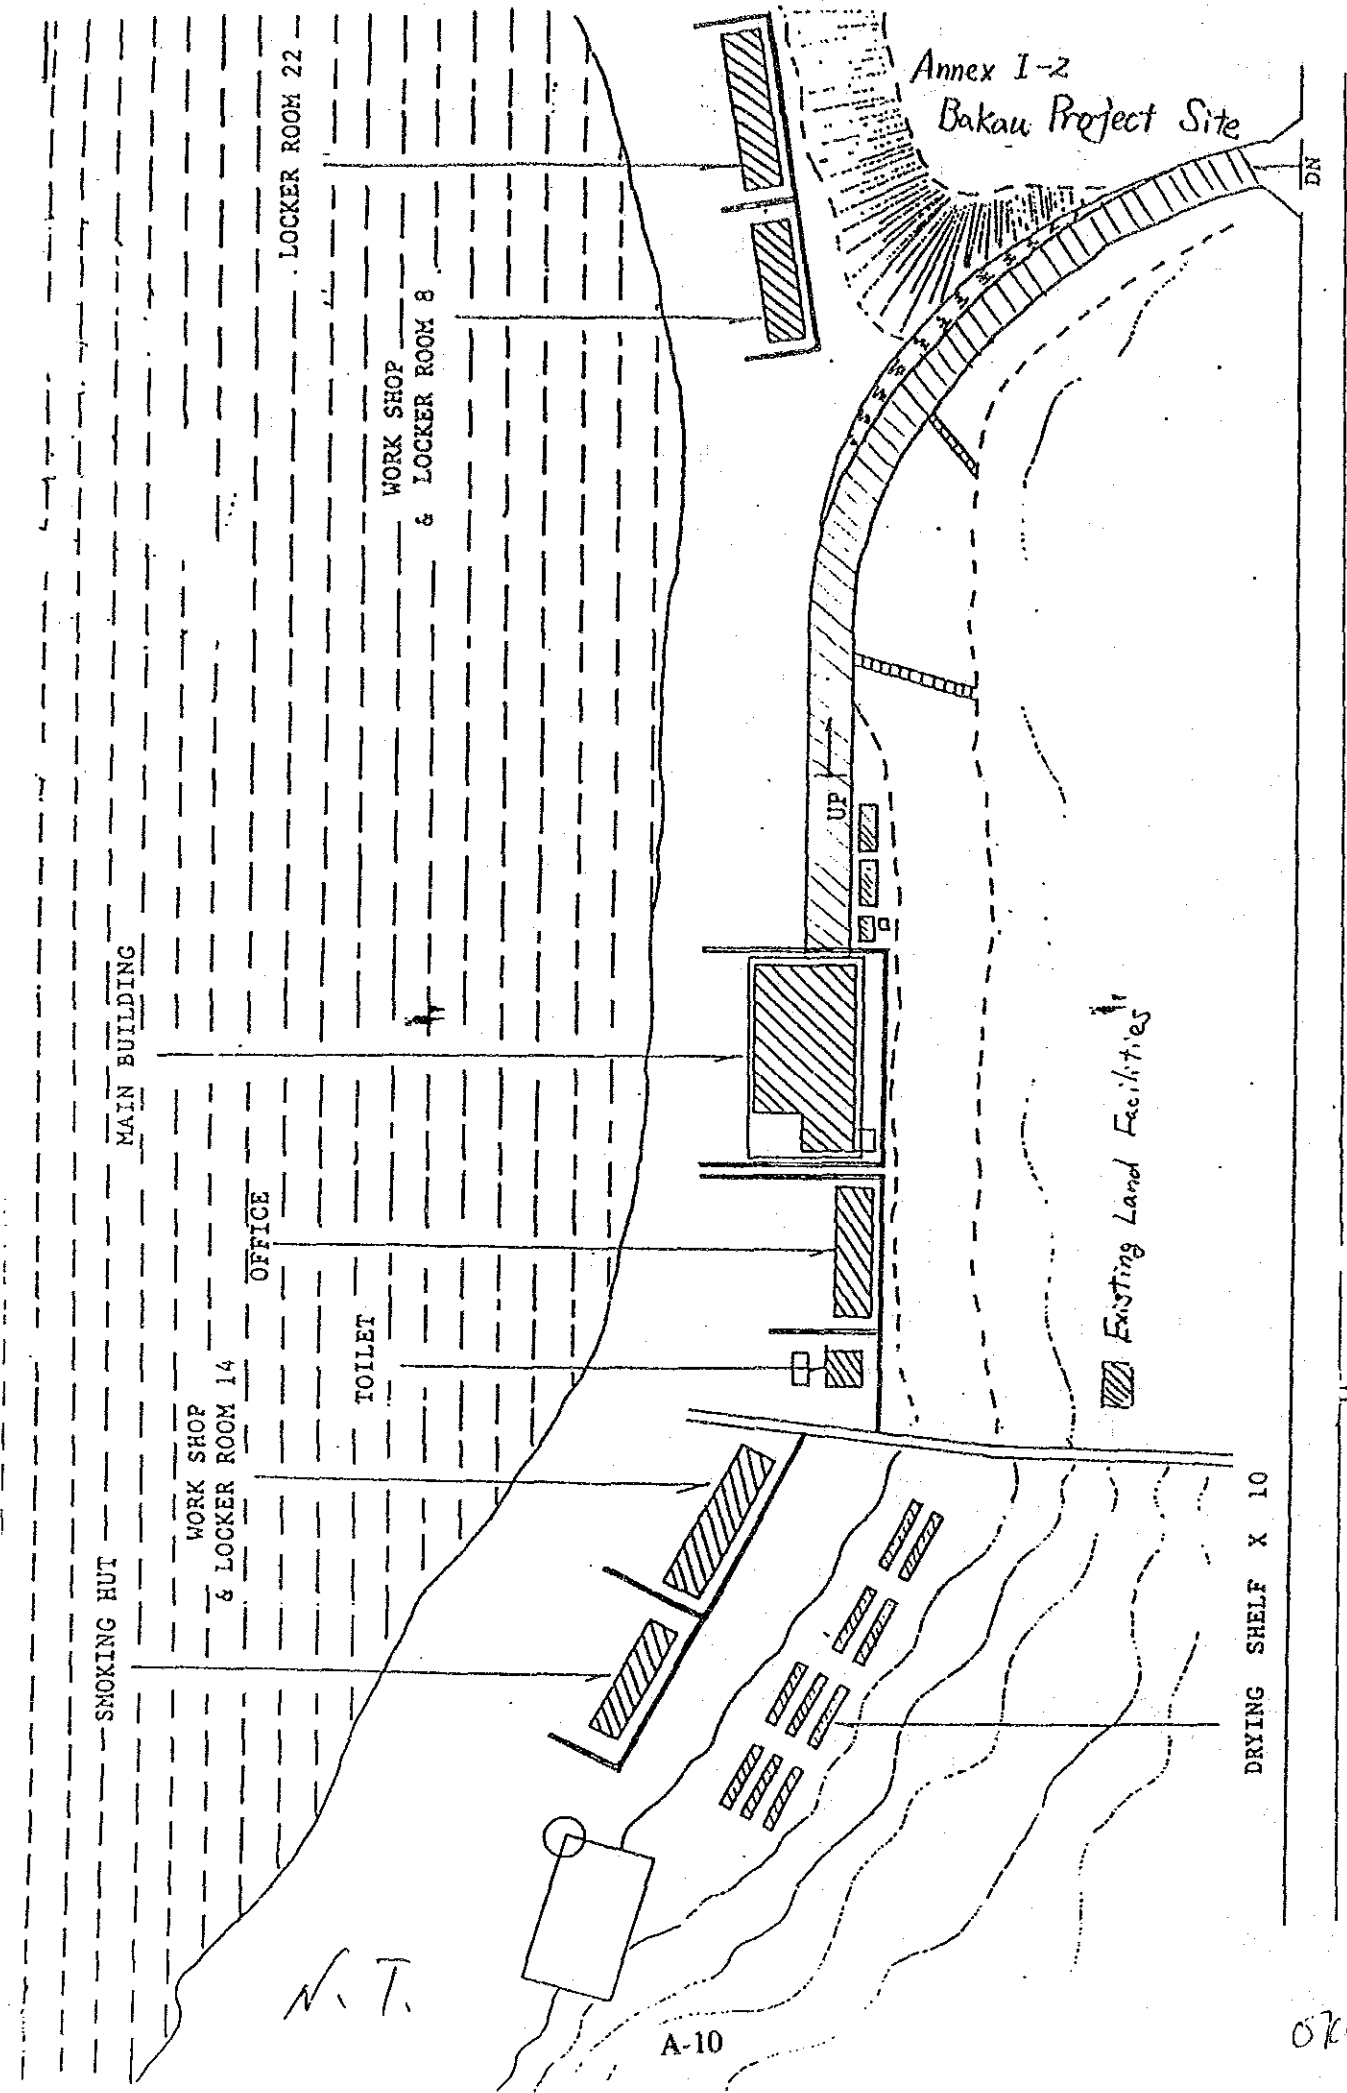 Annex I-2
Bakau Project Site
LOCKER ROOM 22
WORK SHOP
& LOCKER ROOM 8
DN
UP
MAIN BUILDING
OFFICE
TOILET
WORK SHOP
& LOCKER ROOM 14
SMOKING HUT
Existing Land Facilities
DRYING SHELF X 10
N. T.
A-10